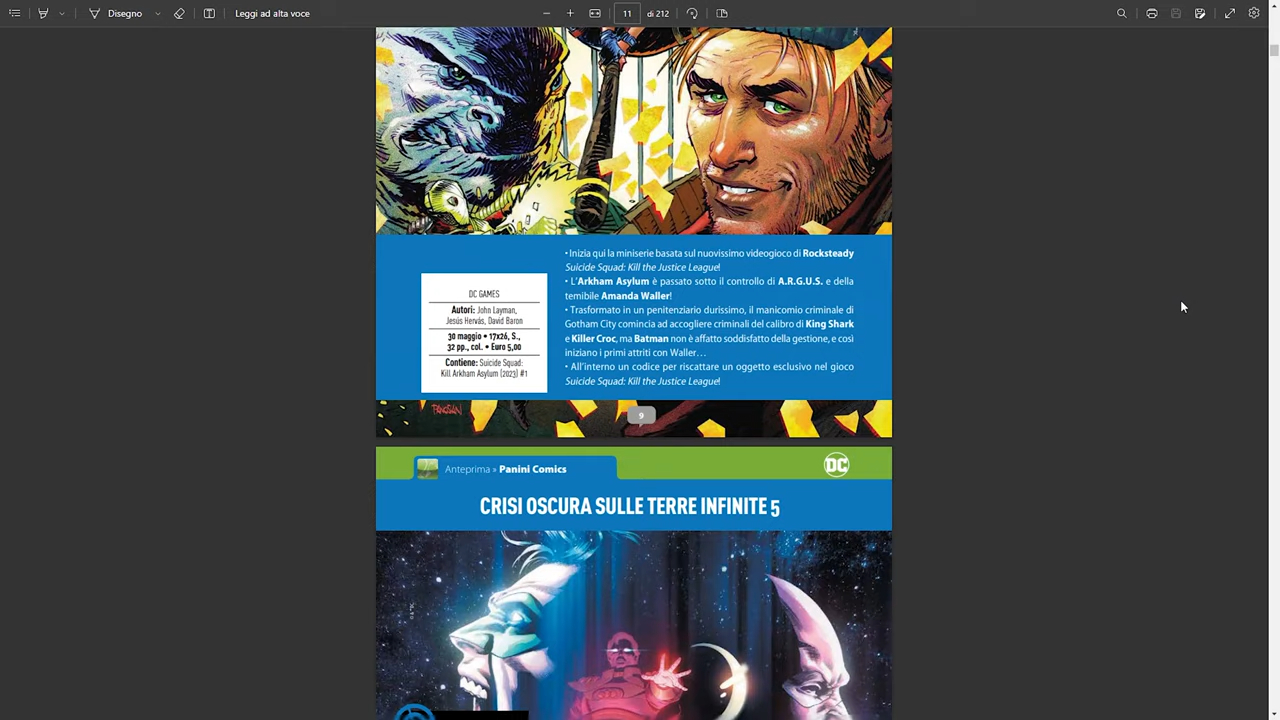 Disegno
Leggi ad alta voce
11
di 212
• Inizia qui la miniserie basata sul nuovissimo videogioco di Rocksteady
Suicide Squad: Kill the Justice League!
• L'Arkham Asylum è passato sotto il controllo di A.R.G.U.S. e della
temibile Amanda Waller!
• Trasformato in un penitenziario durissimo, il manicomio criminale di
Gotham City comincia ad accogliere criminali del calibro di King Shark
e Killer Croc, ma Batman non è affatto soddisfatto della gestione, e così
iniziano i primi attriti con Waller…
• All'interno un codice per riscattare un oggetto esclusivo nel gioco
Suicide Squad: Kill the Justice League!
DC GAMES
Autori: John Layman,
Jesús Hervás, David Baron
30 maggio • 17x26, S.,
32 pp., col. • Euro 5,00
Contiene: Suicide Squad:
Kill Arkham Asylum (2023) #1
PANOSIAN
9
Anteprima » Panini Comics
DC
CRISI OSCURA SULLE TERRE INFINITE 5